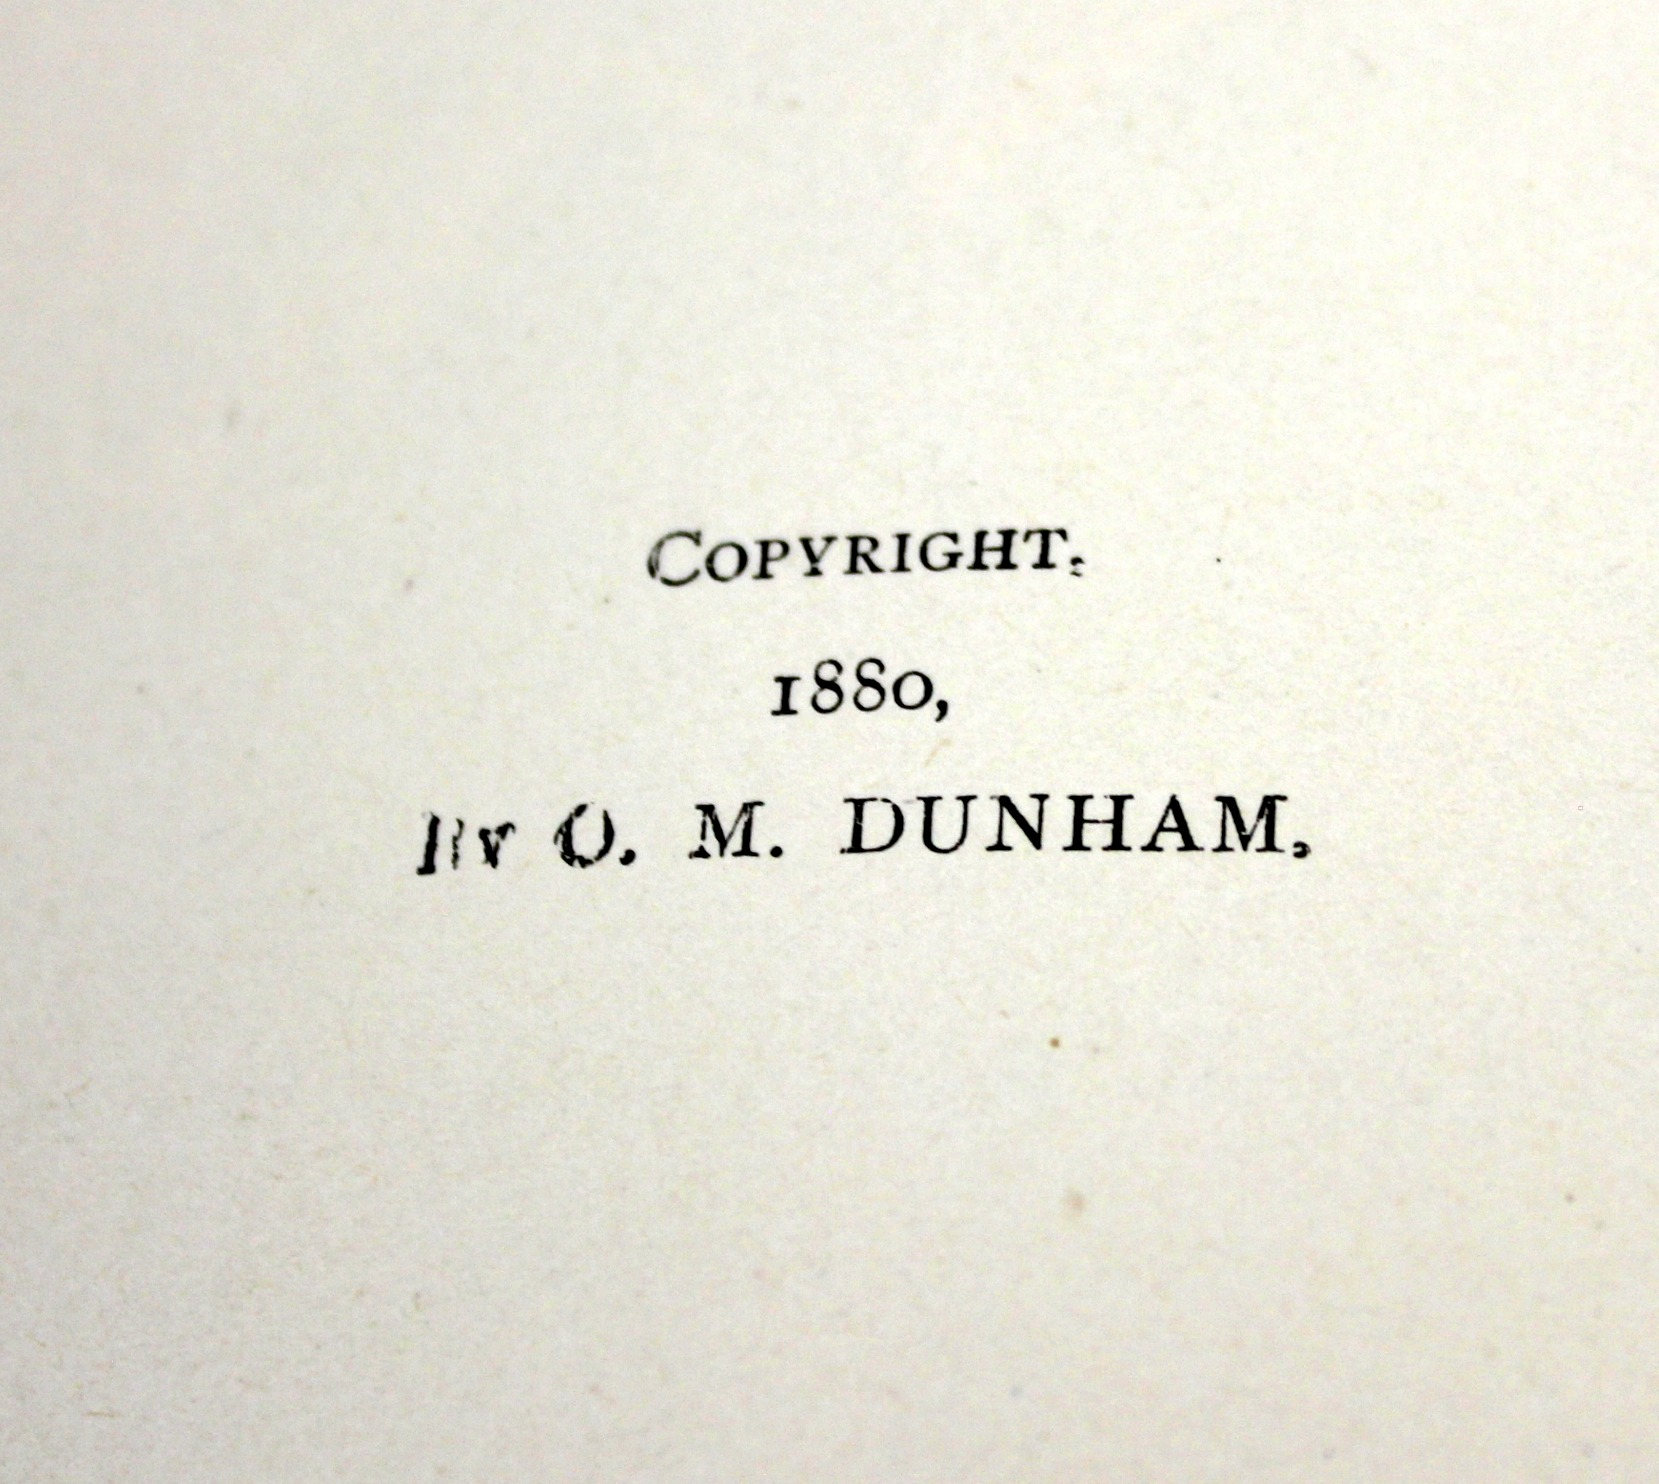 COPYRIGHT,
1880,
BY O. M. DUNHAM.